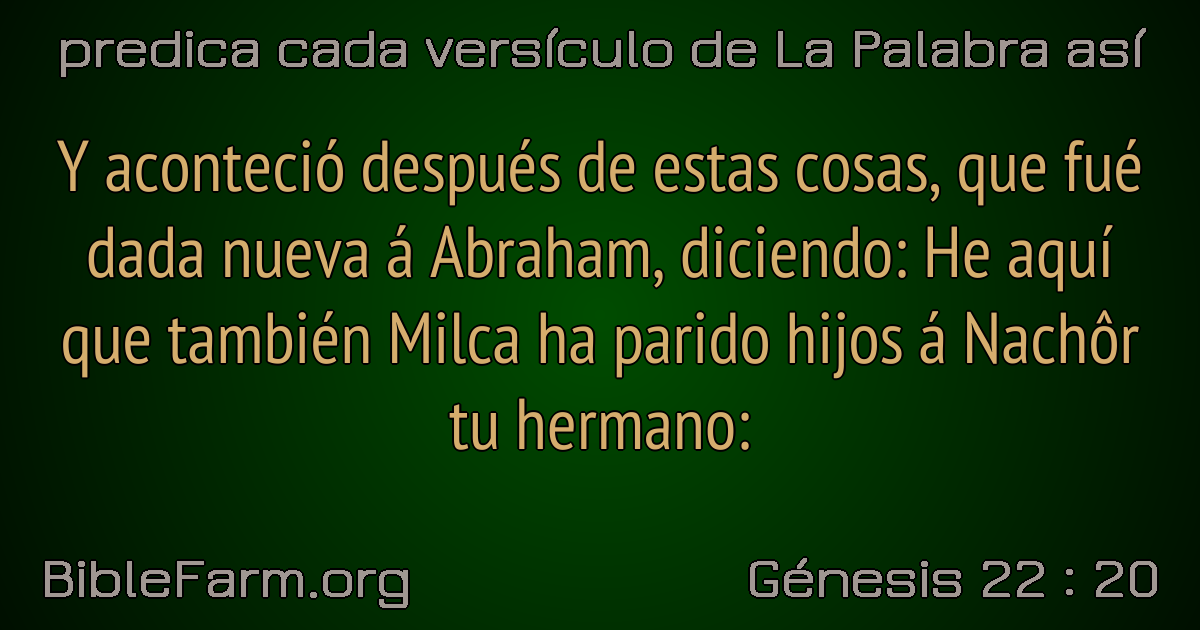 predica cada versículo de La Palabra así
Y aconteció después de estas cosas, que fué
dada nueva á Abraham, diciendo: He aquí
que también Milca ha parido hijos á Nachôr
tu hermano:
BibleFarm.org
Génesis 22 : 20